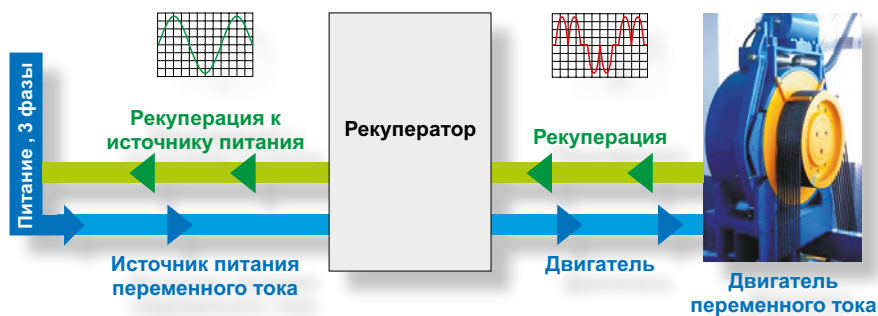 Питание , 3 фазы
Рекуперация к
источнику питания
Рекуператор
Рекуперация
Источник питания
переменного тока
Двигатель
Двигатель
переменного тока